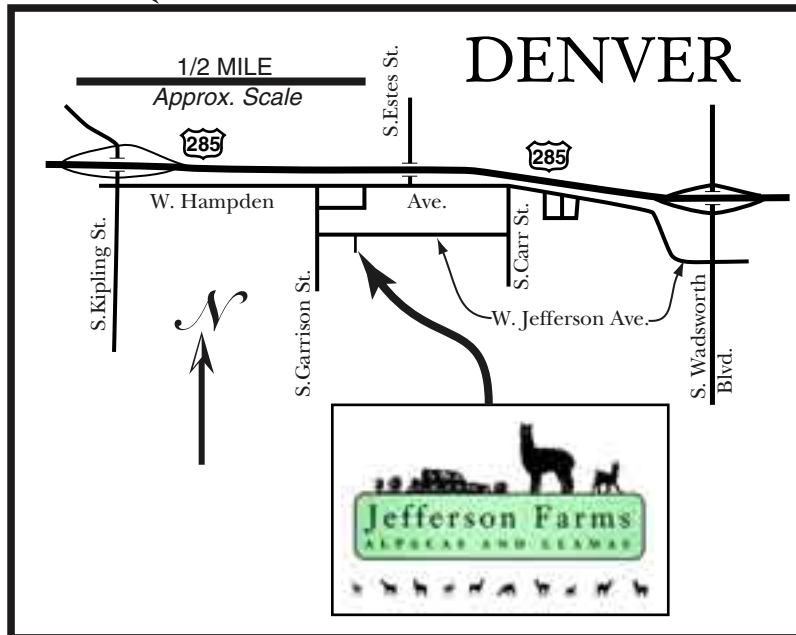 DENVER
1/2 MILE
Approx. Scale
S.Estes St.
285
285
W. Hampden
Ave.
S.Kipling St.
S.Garrison St.
S.Carr St.
W. Jefferson Ave.
S. Wadsworth
Blvd.
N
Jefferson Farms
ALPACAS AND LLAMAS